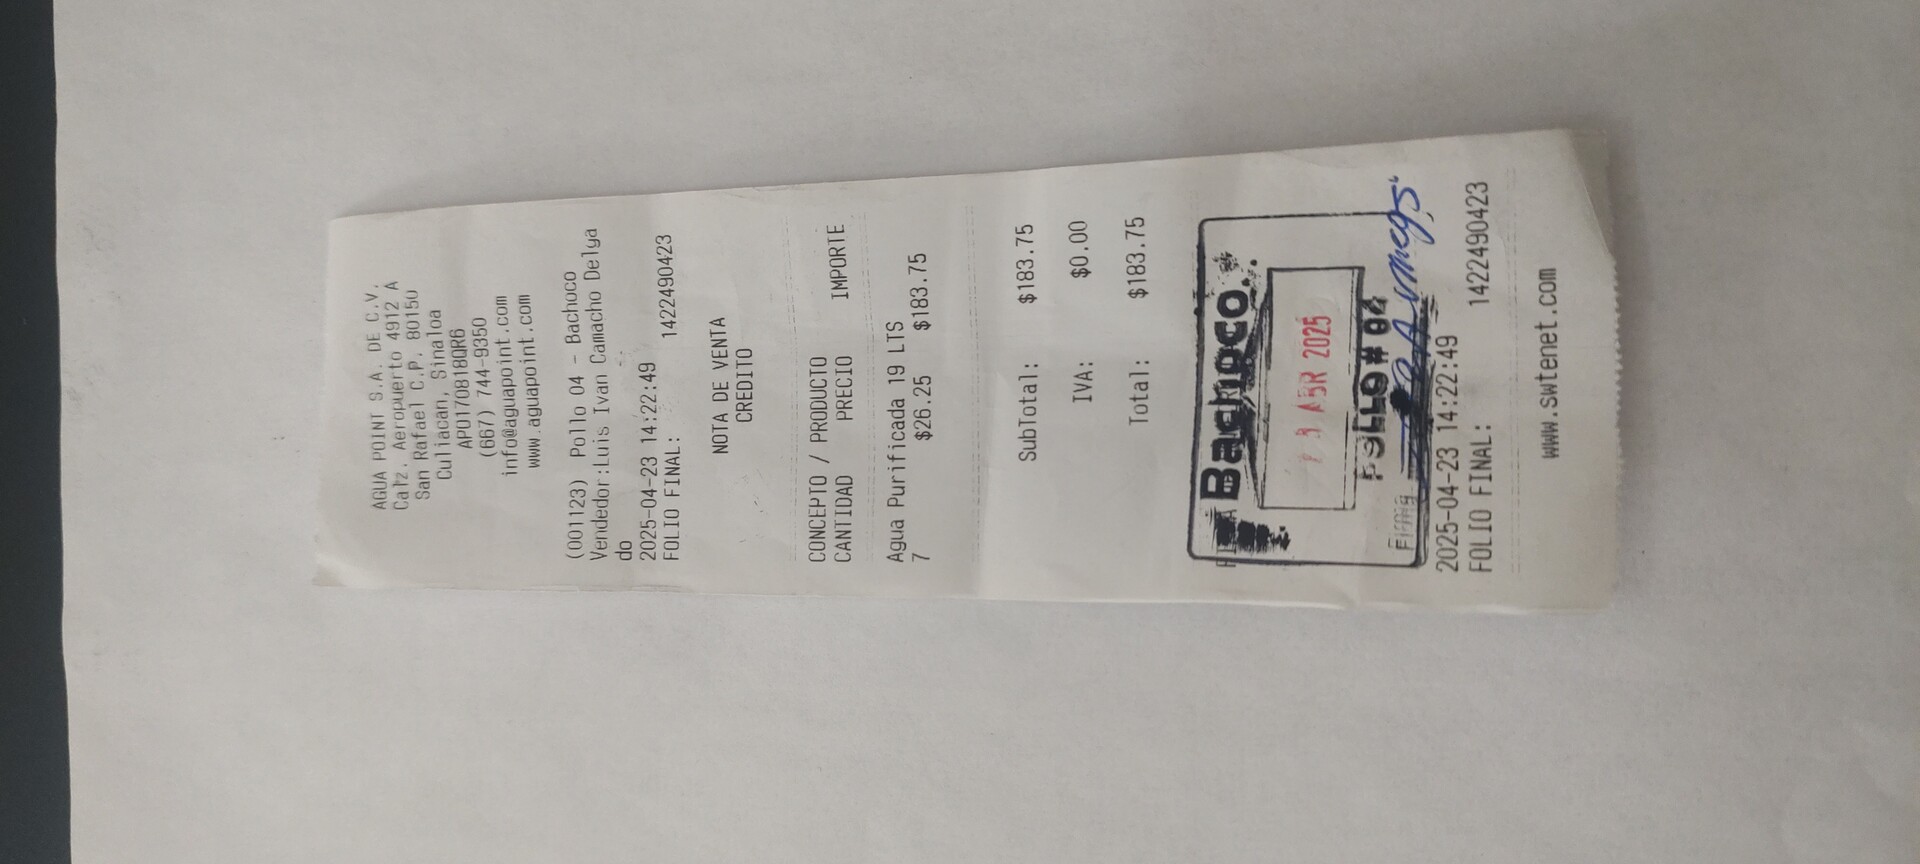 AGUA POINT S.A. DE C.V.
Calz. Aeropuerto 4912 A
San Rafael C.P. 80150
Culiacan, Sinaloa
APO170818QR6
(667) 744-9350
info@aguapoint.com
www.aguapoint.com
(001123) Pollo 04 - Bachoco
Vendedor:Luis Ivan Camacho Delga
do
2025-04-23 14:22:49
FOLIO FINAL: 1422490423
NOTA DE VENTA
CREDITO
CONCEPTO / PRODUCTO
CANTIDAD PRECIO IMPORTE
Agua Purificada 19 LTS
7 $26.25 $183.75
SubTotal: $183.75
IVA: $0.00
Total: $183.75
Bachoco
ABR 2025
POLLO # 04
Firma
2025-04-23 14:22:49
FOLIO FINAL: 1422490423
www.swtenet.com